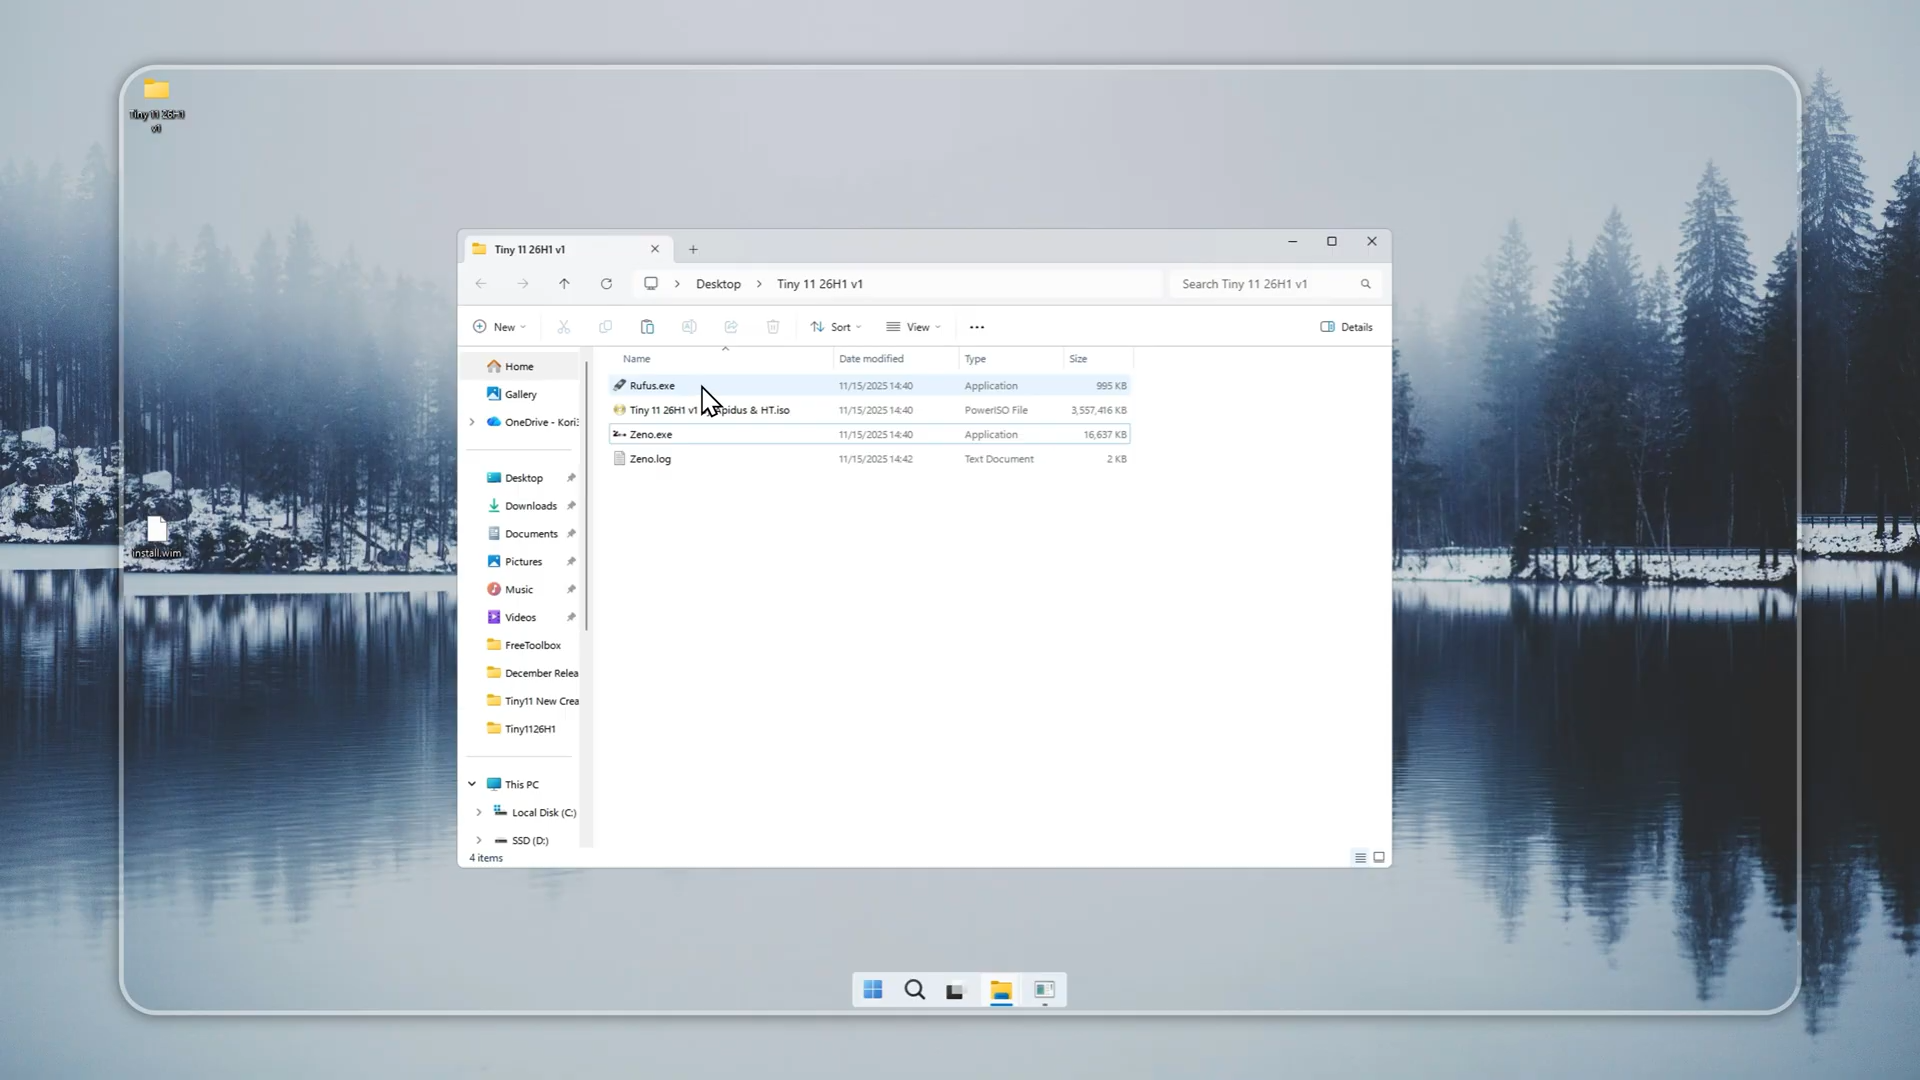 Tiny 11 26H1
v1
install.wim
Tiny 11 26H1 v1
Desktop
Tiny 11 26H1 v1
Search Tiny 11 26H1 v1
New
Sort
View
Details
Name
Date modified
Type
Size
Home
Gallery
OneDrive - Kori
Desktop
Downloads
Documents
Pictures
Music
Videos
FreeToolbox
December Relea
Tiny11 New Crea
Tiny1126H1
This PC
Local Disk (C:)
SSD (D:)
Rufus.exe 11/15/2025 14:40 Application 995 KB
Tiny 11 26H1 v1 pidus & HT.iso 11/15/2025 14:40 PowerISO File 3,557,416 KB
Zeno.exe 11/15/2025 14:40 Application 16,637 KB
Zeno.log 11/15/2025 14:42 Text Document 2 KB
4 items